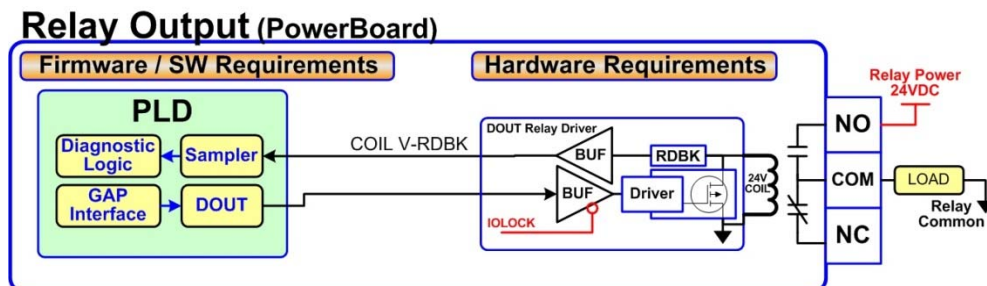 Relay Output (PowerBoard)
Firmware / SW Requirements
Hardware Requirements
PLD
Diagnostic
Logic
Sampler
GAP
Interface
DOUT
COIL V-RDBK
DOUT Relay Driver
BUF
RDBK
BUF
Driver
IOLOCK
24V
COIL
NO
COM
NC
Relay Power
24VDC
LOAD
Relay
Common